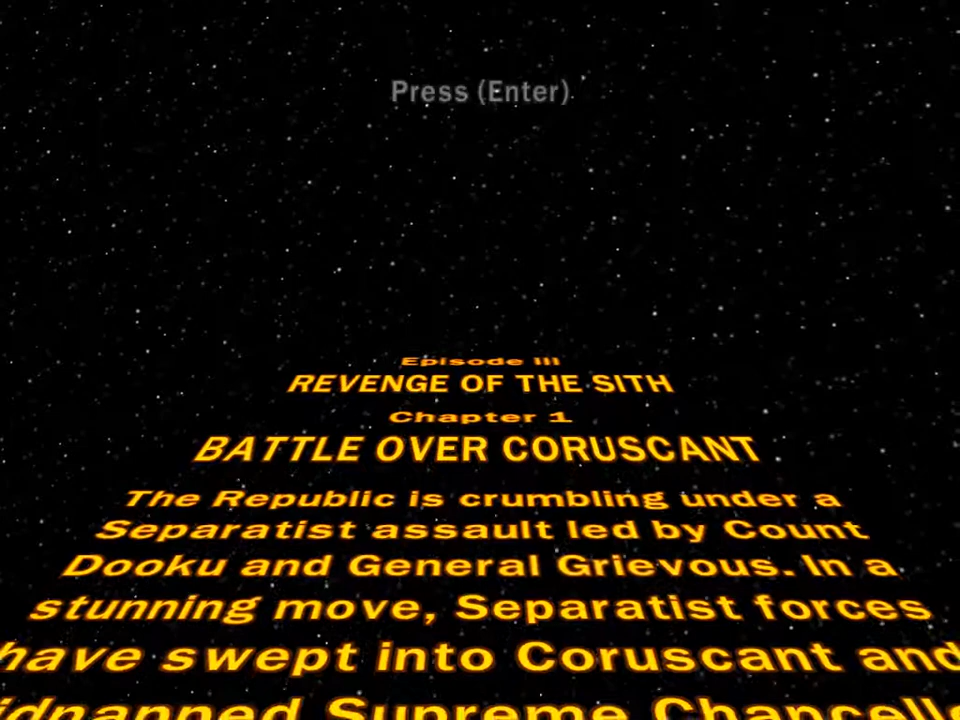 Press (Enter)
Episode III
REVENGE OF THE SITH
Chapter 1
BATTLE OVER CORUSCANT
The Republic is crumbling under a
Separatist assault led by Count
Dooku and General Grievous. In a
stunning move, Separatist forces
have swept into Coruscant and
Supreme